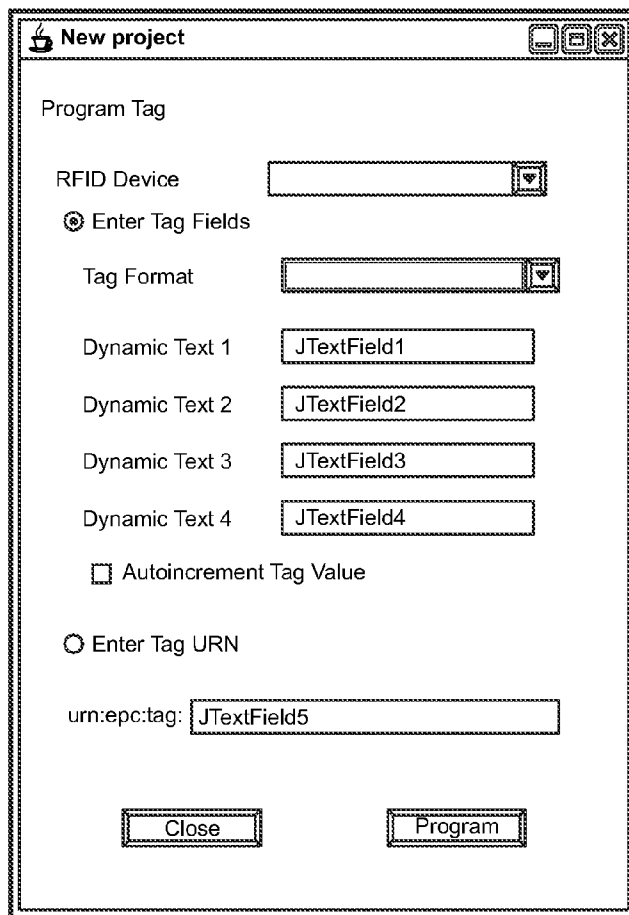 New project
Program Tag
RFID Device
Enter Tag Fields
Tag Format
Dynamic Text 1 JTextField1
Dynamic Text 2 JTextField2
Dynamic Text 3 JTextField3
Dynamic Text 4 JTextField4
Autoincrement Tag Value
Enter Tag URN
urn:epc:tag: JTextField5
Close Program